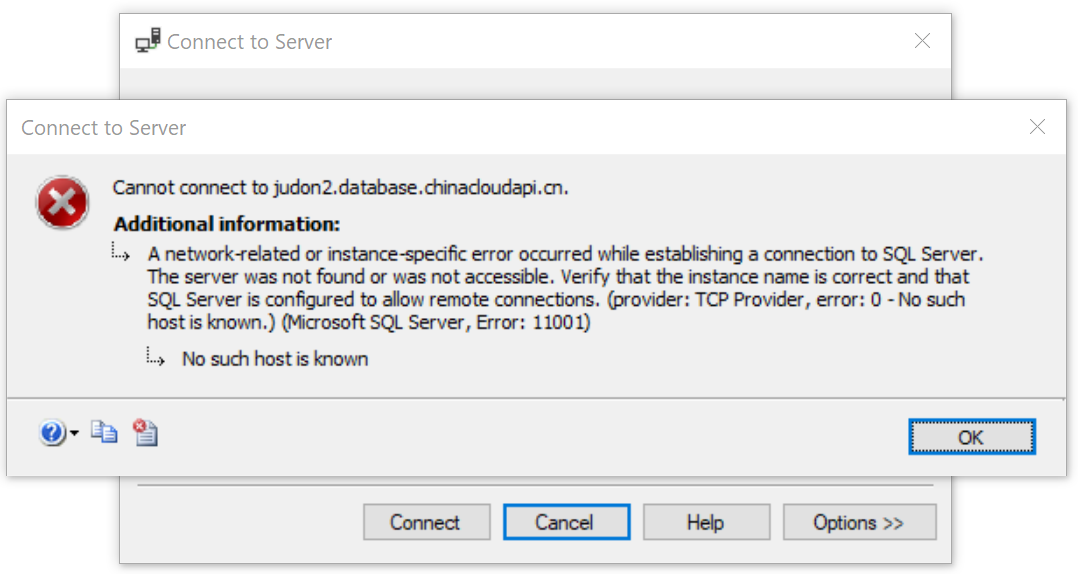 Connect to Server
Connect to Server
Cannot connect to judon2.database.chinacloudapi.cn.
Additional information:
A network-related or instance-specific error occurred while establishing a connection to SQL Server.
The server was not found or was not accessible. Verify that the instance name is correct and that
SQL Server is configured to allow remote connections. (provider: TCP Provider, error: 0 - No such
host is known.) (Microsoft SQL Server, Error: 11001)
No such host is known
OK
Connect
Cancel
Help
Options >>